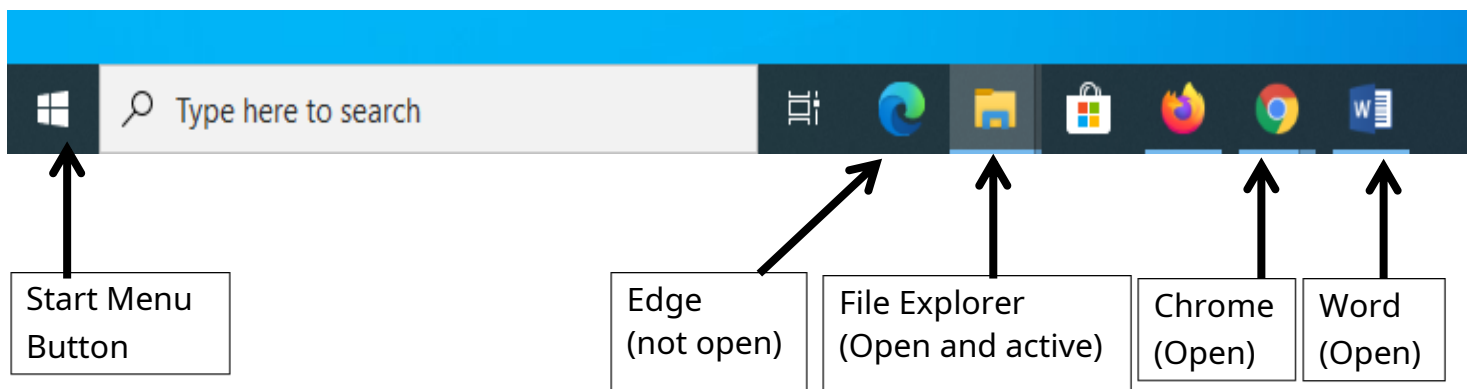 Type here to search
W
Start Menu
Button
Edge
(not open)
File Explorer
(Open and active)
Chrome
(Open)
Word
(Open)